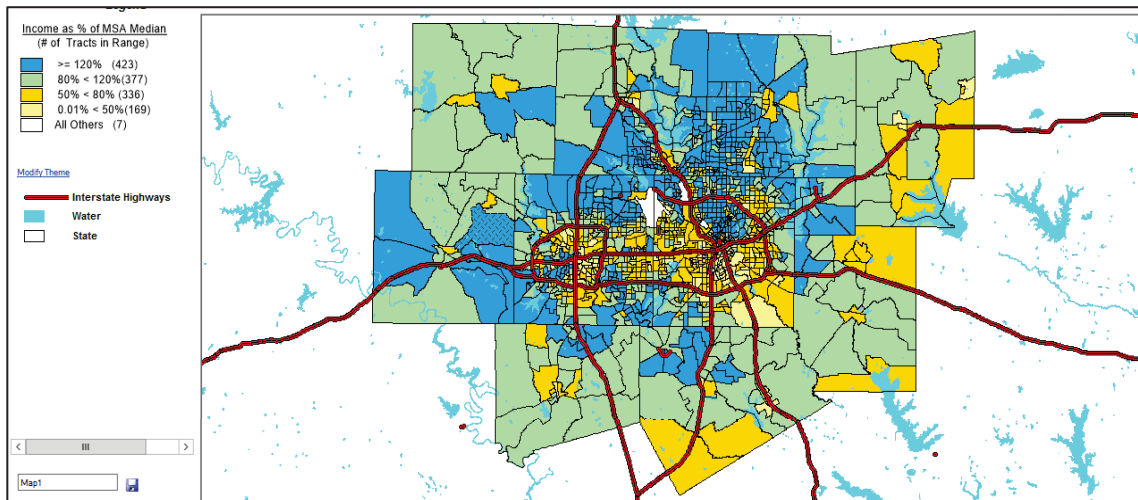 Legend
Income as % of MSA Median
(# of Tracts in Range)
>= 120% (423)
80% < 120%(377)
50% < 80% (336)
0.01% < 50%(169)
All Others (7)
Modify Theme
Interstate Highways
Water
State
Map1